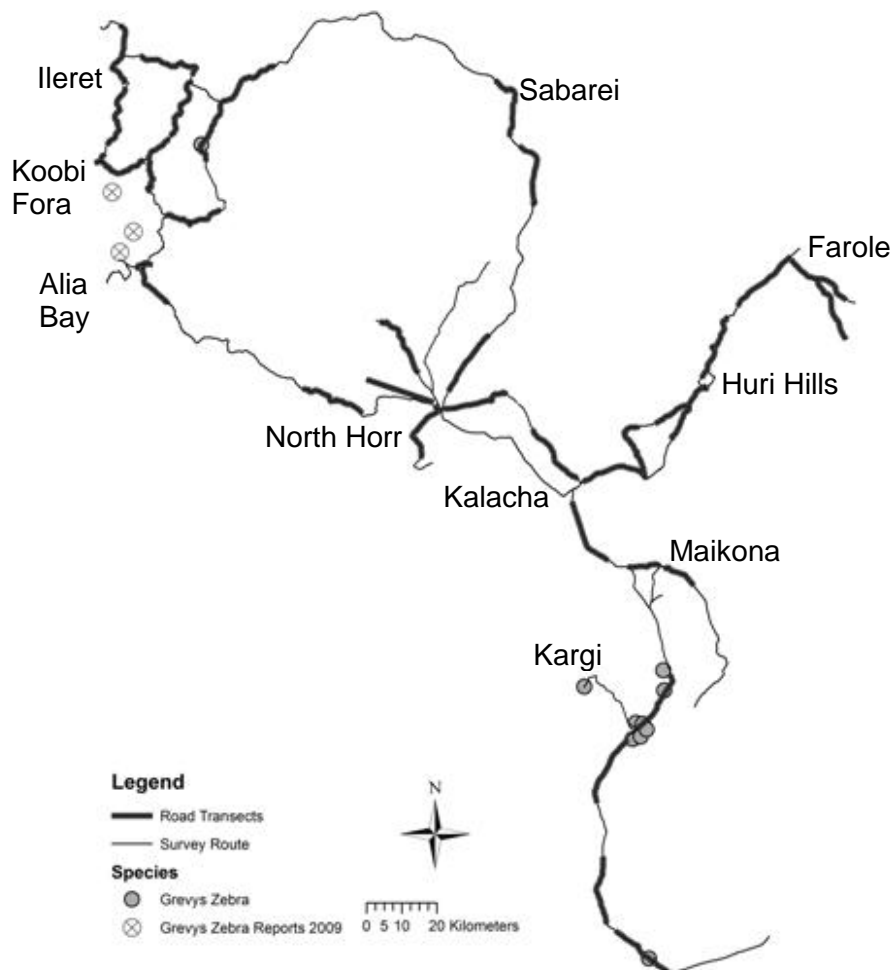 Ileret
Sabarei
Koobi
Fora
Farole
Alia
Bay
Huri Hills
North Horr
Kalacha
Maikona
Kargi
Legend
Road Transects
Survey Route
Species
Grevys Zebra
Grevys Zebra Reports 2009
N
0 5 10 20 Kilometers